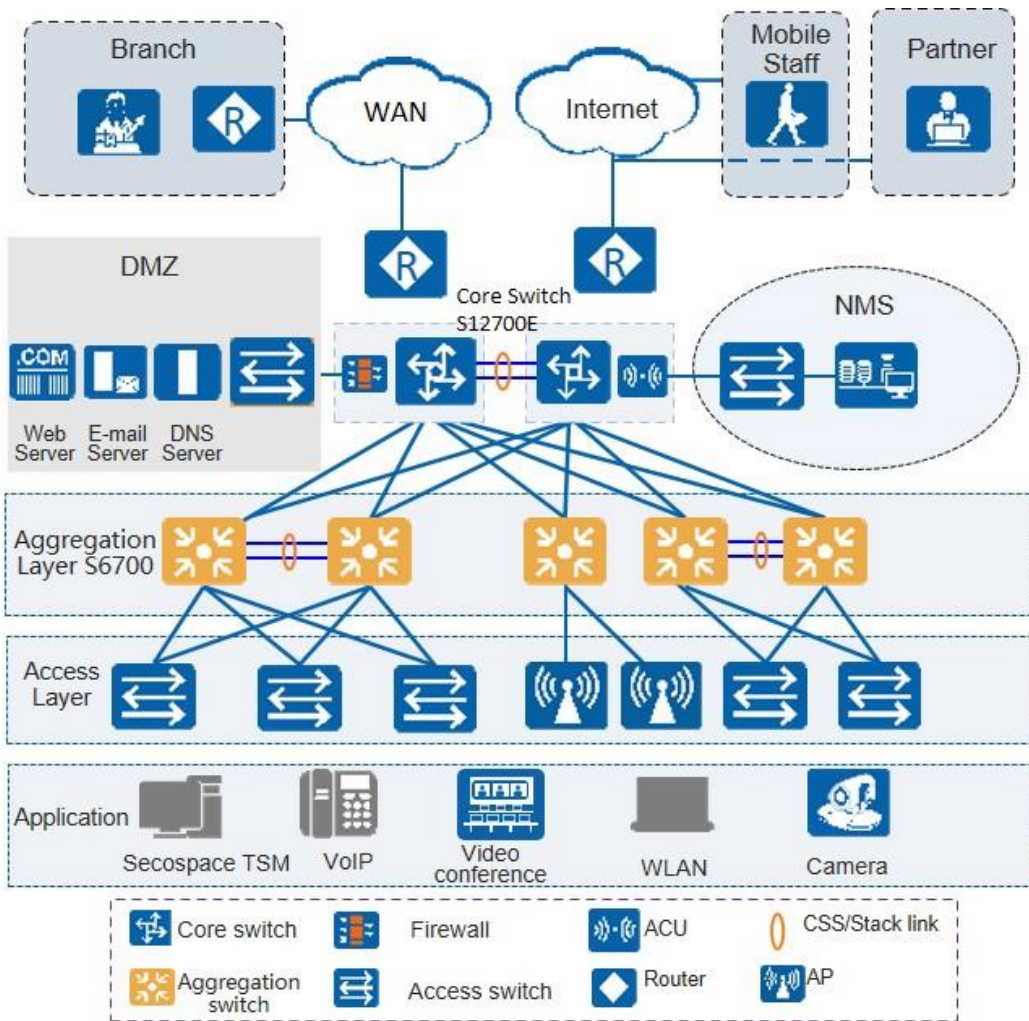 Branch
WAN
Internet
Mobile
Staff
Partner
R
R
R
DMZ
Core Switch
S12700E
NMS
.COM
Web
Server
E-mail
Server
DNS
Server
Aggregation
Layer S6700
Access
Layer
Application
Secospace TSM
VoIP
Video
conference
WLAN
Camera
Core switch
Firewall
ACU
CSS/Stack link
Aggregation
switch
Access switch
Router
AP